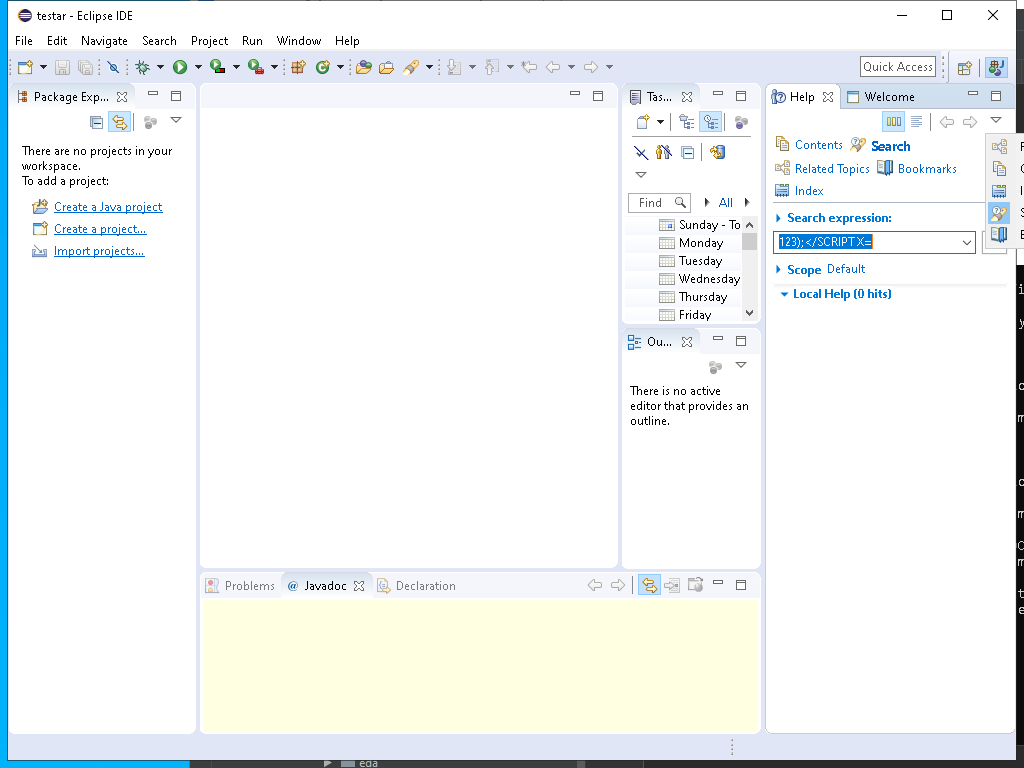 testar - Eclipse IDE
File Edit Navigate Search Project Run Window Help
Quick Access
Package Exp...
There are no projects in your
workspace.
To add a project:
Create a Java project
Create a project...
Import projects...
Tas...
Find
All
Sunday - To
Monday
Tuesday
Wednesday
Thursday
Friday
Ou...
There is no active
editor that provides an
outline.
Help
Welcome
Contents
Search
Related Topics
Bookmarks
Index
Search expression:
123);</SCRIPT X=
Scope Default
Local Help (0 hits)
Problems
@ Javadoc
Declaration
eda